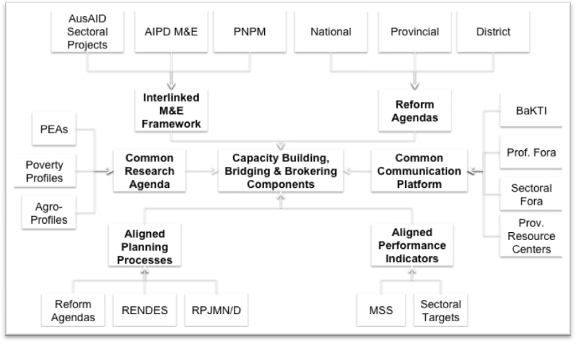 AusAID
Sectoral
Projects
AIPD M&E
PNPM
National
Provincial
District
Interlinked
M&E
Framework
Reform
Agendas
PEAs
Poverty
Profiles
Agro-
Profiles
Common
Research
Agenda
Capacity Building,
Bridging & Brokering
Components
Common
Communication
Platform
BaKTI
Prof. Fora
Sectoral
Fora
Prov.
Resource
Centers
Aligned
Planning
Processes
Aligned
Performance
Indicators
Reform
Agendas
RENDES
RPJMN/D
MSS
Sectoral
Targets